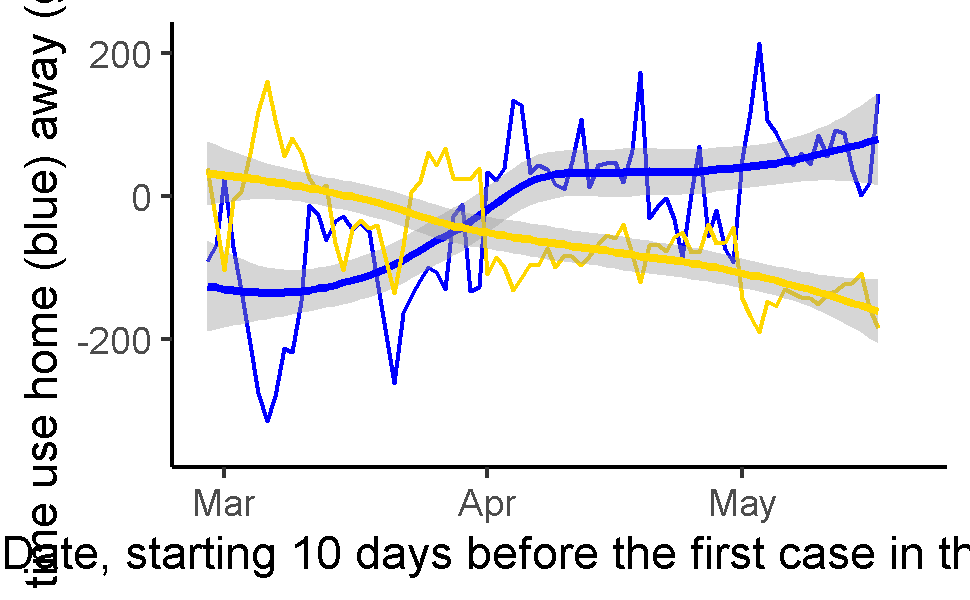 time use home (blue) away (
200
0
-200
Mar Apr May
Date, starting 10 days before the first case in th